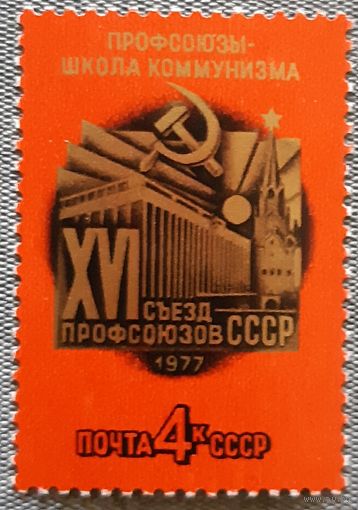 ПРОФСОЮЗЫ-
ШКОЛА КОММУНИЗМА
XVI СЪЕЗД
ПРОФСОЮЗОВ СССР
1977
ПОЧТА 4К СССР